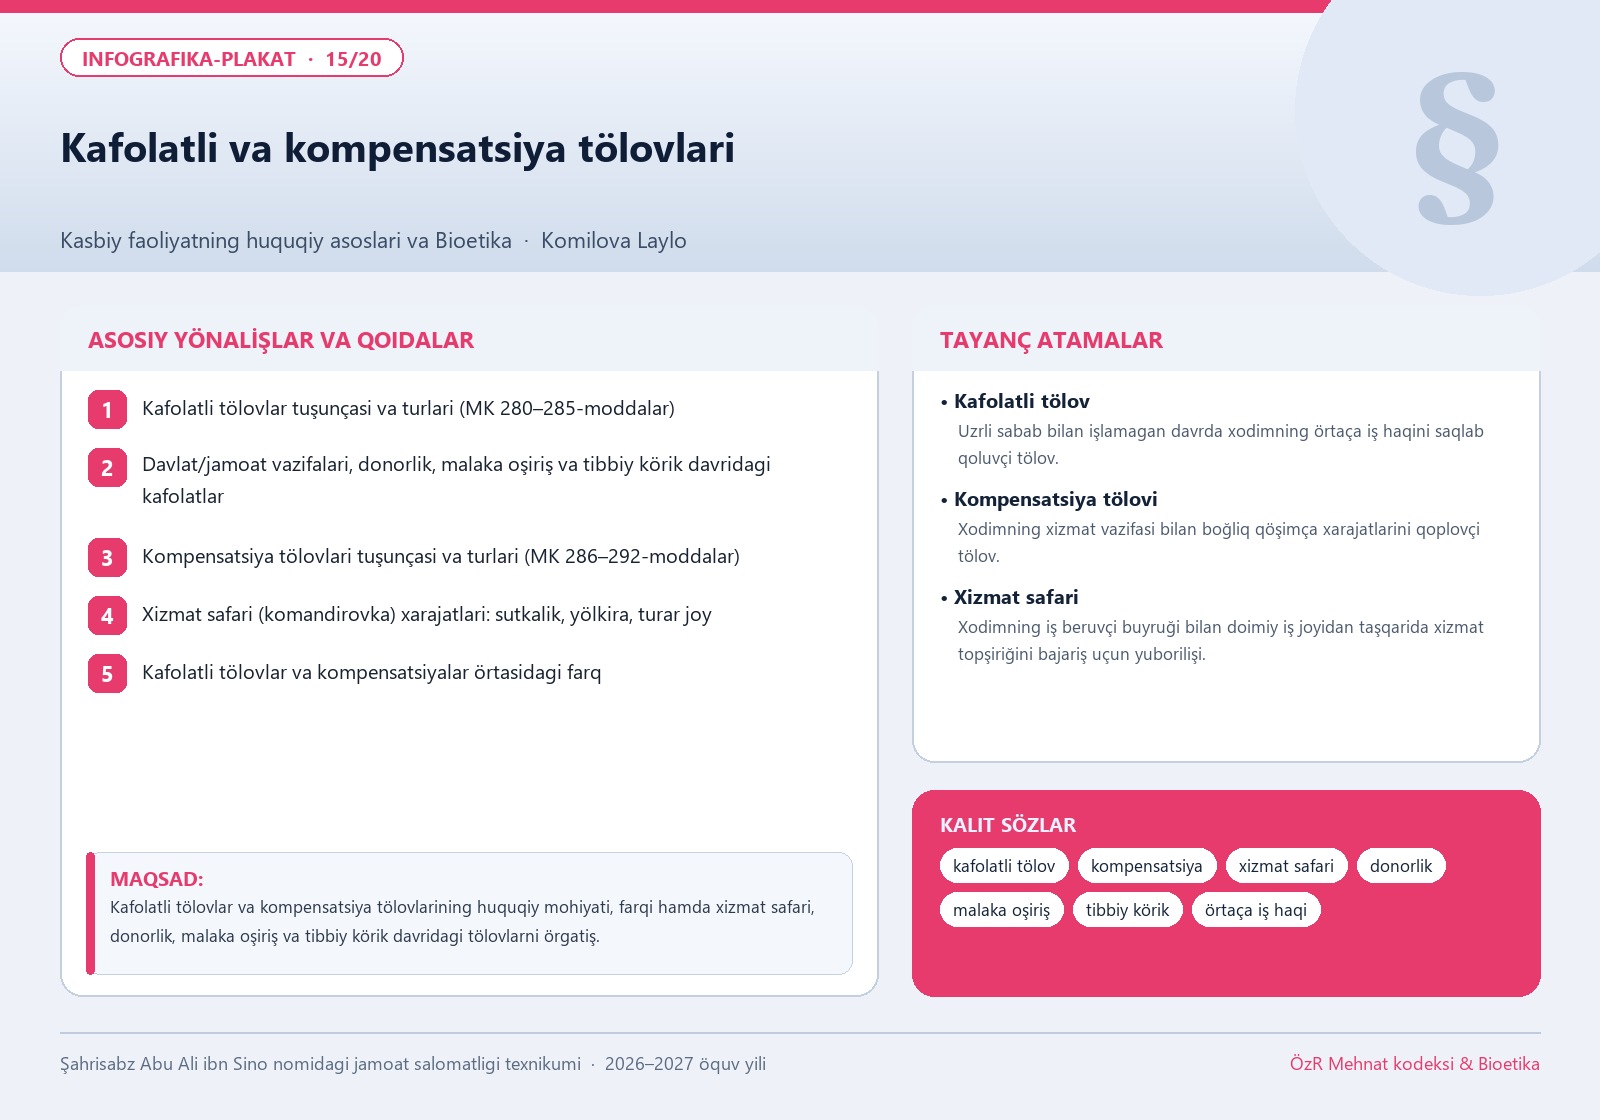 INFOGRAFIKA-PLAKAT · 15/20
§
Kafolatli va kompensatsiya tölovlari
Kasbiy faoliyatning huquqiy asoslari va Bioetika · Komilova Laylo
ASOSIY YÖNALİŞLAR VA QOIDALAR
1 Kafolatli tölovlar tuşunçasi va turlari (MK 280–285-moddalar)
2 Davlat/jamoat vazifalari, donorlik, malaka oşiriş va tibbiy körik davridagi
kafolatlar
3 Kompensatsiya tölovlari tuşunçasi va turlari (MK 286–292-moddalar)
4 Xizmat safari (komandirovka) xarajatlari: sutkalik, yölkira, turar joy
5 Kafolatli tölovlar va kompensatsiyalar örtasidagi farq
MAQSAD:
Kafolatli tölovlar va kompensatsiya tölovlarining huquqiy mohiyati, farqi hamda xizmat safari,
donorlik, malaka oşiriş va tibbiy körik davridagi tölovlarni örgatiş.
TAYANÇ ATAMALAR
• Kafolatli tölov
Uzrli sabab bilan işlamagan davrda xodimning örtaça iş haqini saqlab
qoluvçi tölov.
• Kompensatsiya tölovi
Xodimning xizmat vazifasi bilan boğliq qöşimça xarajatlarini qoplovçi
tölov.
• Xizmat safari
Xodimning iş beruvçi buyruği bilan doimiy iş joyidan taşqarida xizmat
topşiriğini bajariş uçun yuborilişi.
KALIT SÖZLAR
kafolatli tölov kompensatsiya xizmat safari donorlik
malaka oşiriş tibbiy körik örtaça iş haqi
Şahrisabz Abu Ali ibn Sino nomidagi jamoat salomatligi texnikumi · 2026–2027 öquv yili
ÖzR Mehnat kodeksi & Bioetika